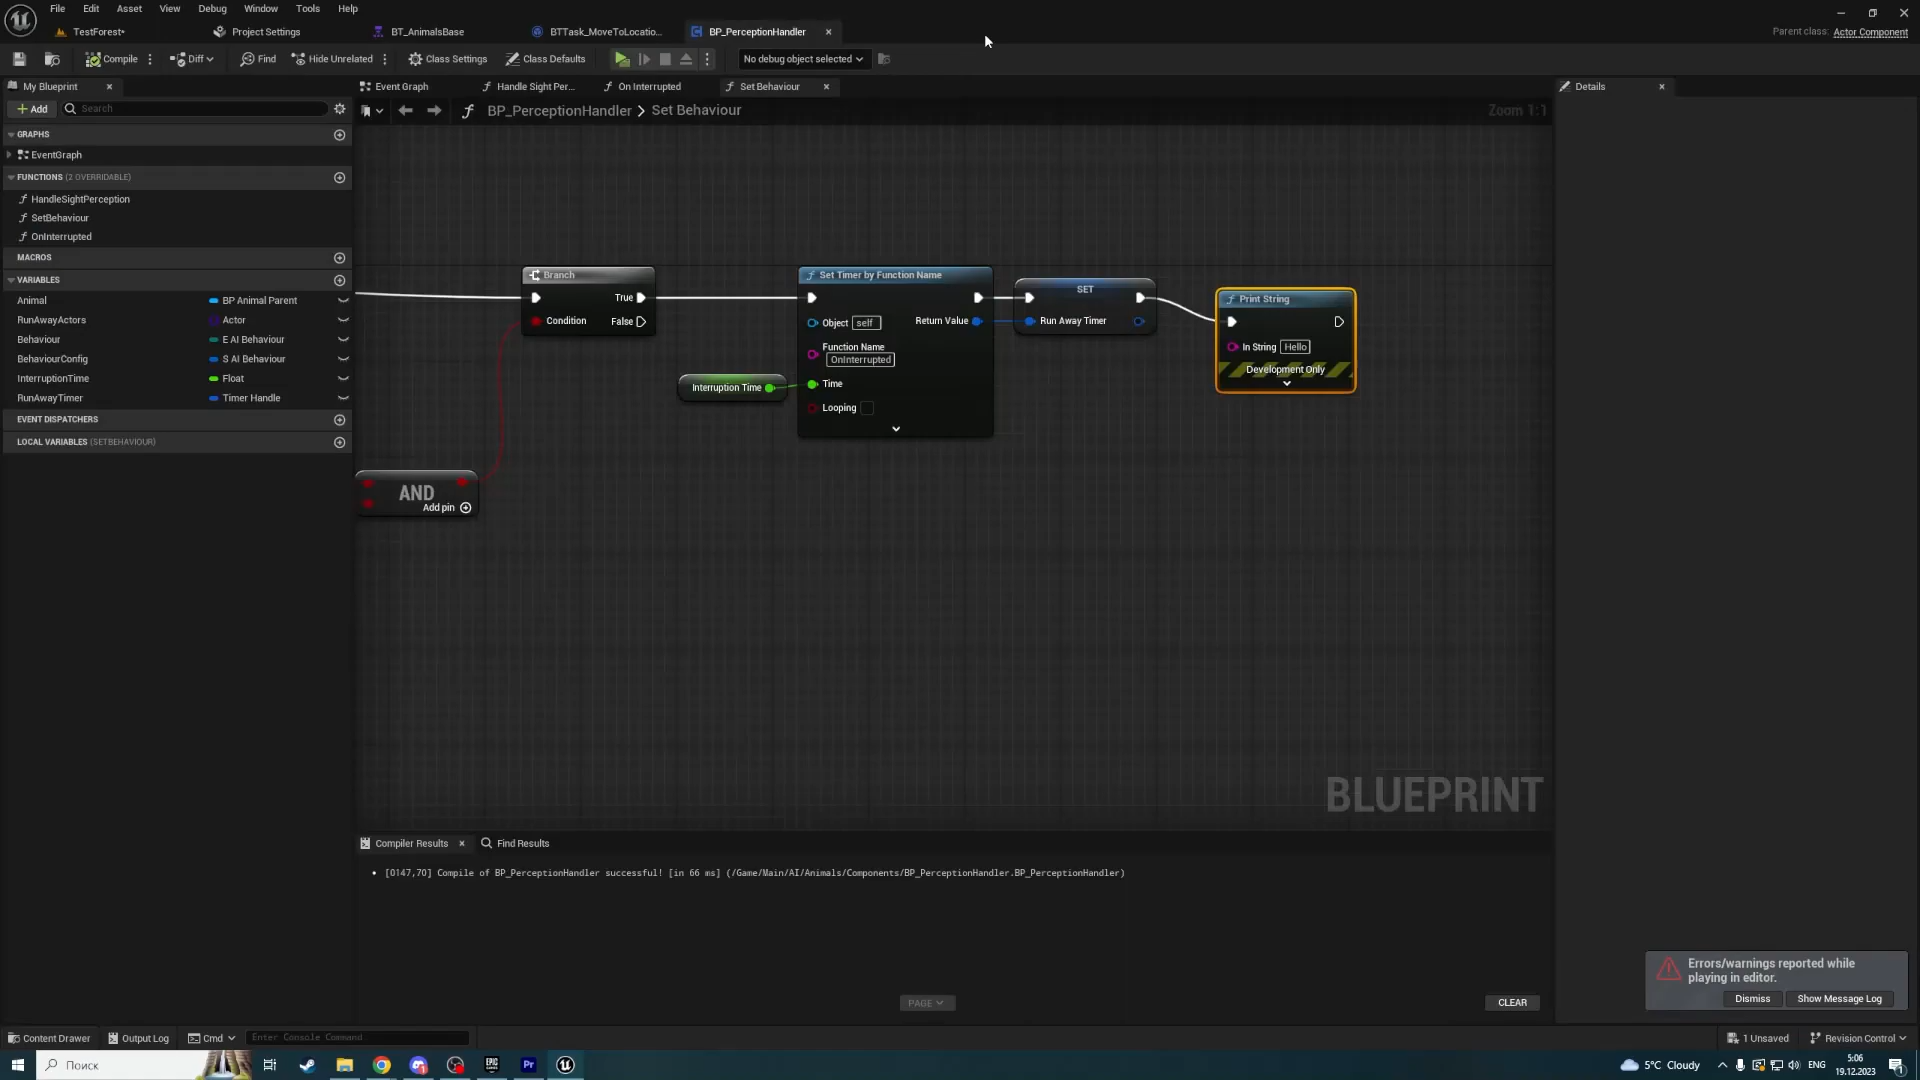 File Edit Asset View Debug Window Tools Help
TestForest* Project Settings BT_AnimalsBase BTTask_MoveToLocatio... BP_PerceptionHandler
Parent class: Actor Component
Compile Diff Find Hide Unrelated Class Settings Class Defaults No debug object selected
My Blueprint
Event Graph Handle Sight Per... On Interrupted Set Behaviour
Details
Add Search
BP_PerceptionHandler > Set Behaviour
Zoom 1:1
GRAPHS
EventGraph
FUNCTIONS (2 OVERRIDABLE)
HandleSightPerception
SetBehaviour
OnInterrupted
MACROS
VARIABLES
Animal BP Animal Parent
RunAwayActors Actor
Behaviour E AI Behaviour
BehaviourConfig S AI Behaviour
InterruptionTime Float
RunAwayTimer Timer Handle
EVENT DISPATCHERS
LOCAL VARIABLES (SETBEHAVIOUR)
Branch
True
Condition False
Set Timer by Function Name
Object self Return Value
Function Name
OnInterrupted
Time
Looping
Interruption Time
SET
Run Away Timer
Print String
In String Hello
Development Only
AND
Add pin
BLUEPRINT
Compiler Results Find Results
[0147,70] Compile of BP_PerceptionHandler successful! [in 66 ms] (/Game/Main/AI/Animals/Components/BP_PerceptionHandler.BP_PerceptionHandler)
Errors/warnings reported while
playing in editor.
Dismiss Show Message Log
PAGE
CLEAR
Content Drawer Output Log Cmd Enter Console Command
1 Unsaved Revision Control
Поиск
EPIC
Pr
5°C Cloudy
ENG
5:06
19.12.2023